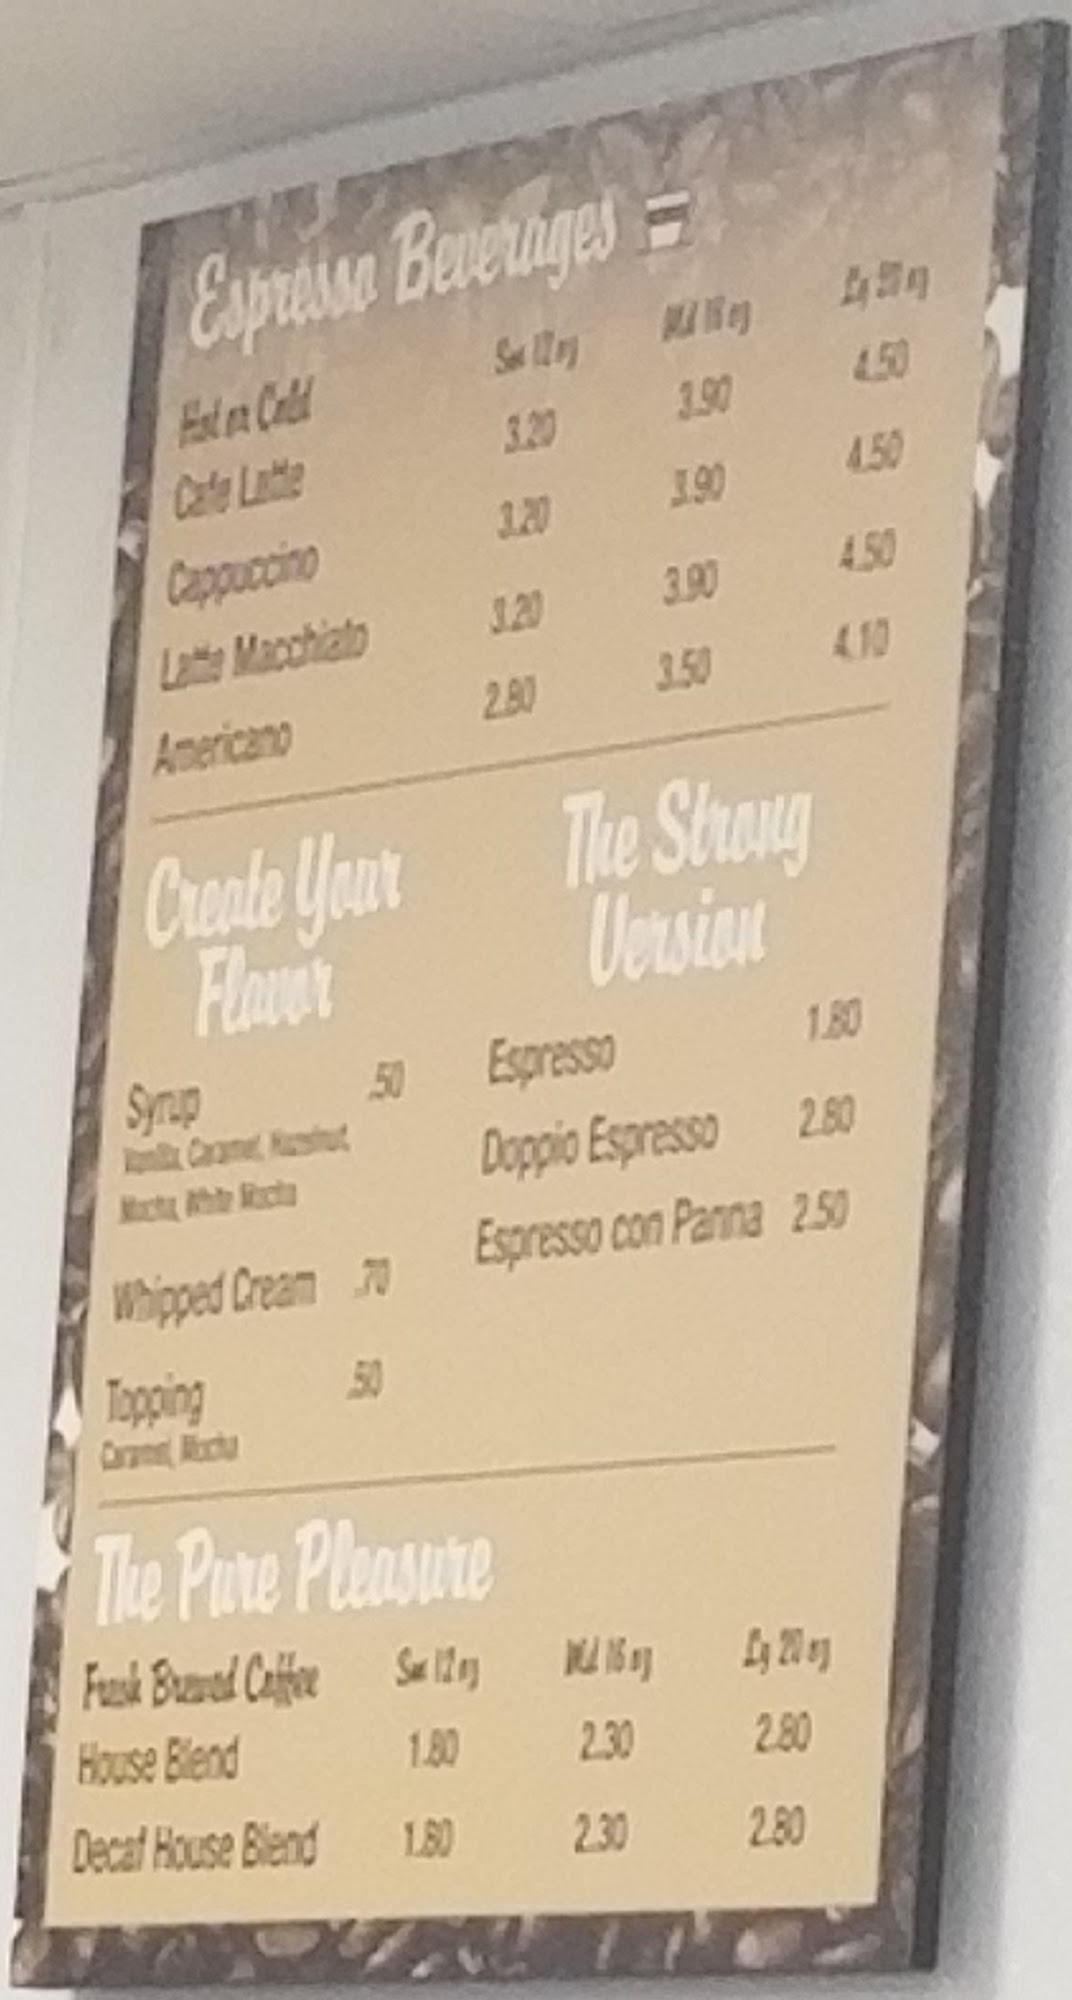 Espresso Beverages
Hot or Cold Sm 12 oz Md 16 oz Lg 20 oz
Cafe Latte 3.20 3.90 4.50
Cappuccino 3.20 3.90 4.50
Latte Macchiato 3.20 3.90 4.50
Americano 2.80 3.50 4.10
Create Your
Flavor
Syrup .50
Vanilla, Caramel, Hazelnut,
Mocha, White Mocha
Whipped Cream .70
Topping .50
Caramel, Mocha
The Strong
Version
Espresso 1.80
Doppio Espresso 2.80
Espresso con Panna 2.50
The Pure Pleasure
Fresh Brewed Coffee Sm 12 oz Md 16 oz Lg 20 oz
House Blend 1.80 2.30 2.80
Decaf House Blend 1.80 2.30 2.80